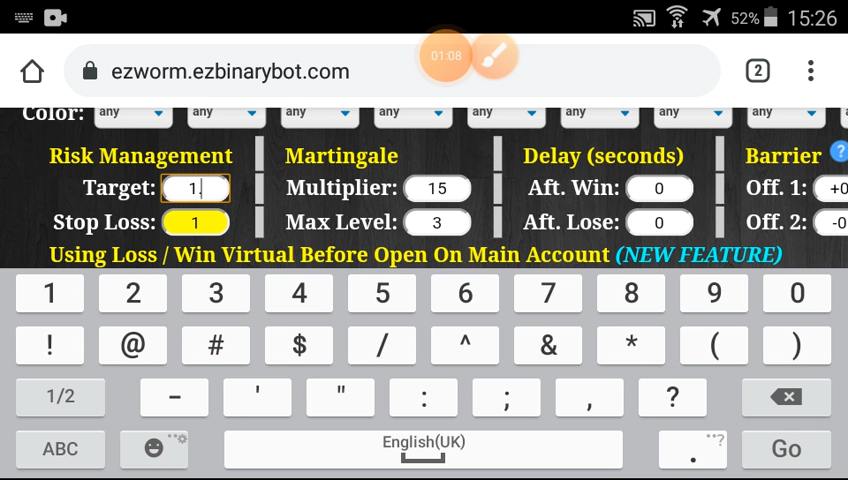 52% 15:26
01:08
ezworm.ezbinarybot.com 2
Color: any any any any any any any any
Risk Management Martingale Delay (seconds) Barrier ?
Target: 1. Multiplier: 15 Aft. Win: 0 Off. 1: +0
Stop Loss: 1 Max Level: 3 Aft. Lose: 0 Off. 2: -0
Using Loss / Win Virtual Before Open On Main Account (NEW FEATURE)
1 2 3 4 5 6 7 8 9 0
! @ # $ / ^ & * ( )
1/2 - ' " : ; , ?
ABC English(UK) . ,,? Go